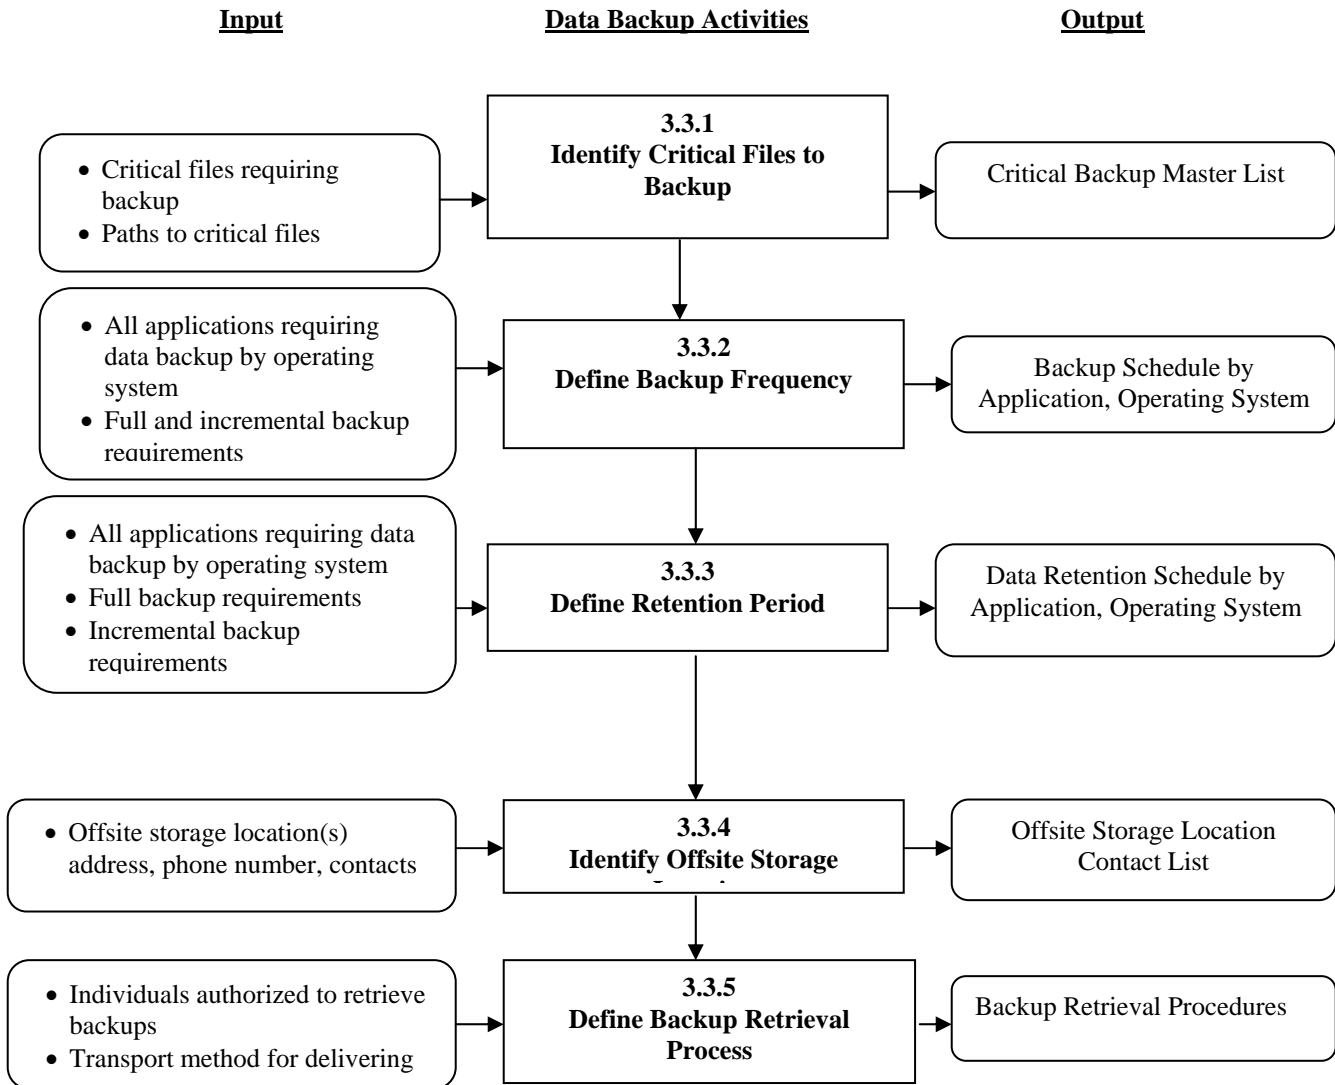 Input
Data Backup Activities
Output
3.3.1
Identify Critical Files to
Backup
• Critical files requiring
backup
• Paths to critical files
Critical Backup Master List
• All applications requiring
data backup by operating
system
• Full and incremental backup
requirements
3.3.2
Define Backup Frequency
Backup Schedule by
Application, Operating System
• All applications requiring data
backup by operating system
• Full backup requirements
• Incremental backup
requirements
3.3.3
Define Retention Period
Data Retention Schedule by
Application, Operating System
• Offsite storage location(s)
address, phone number, contacts
3.3.4
Identify Offsite Storage
Offsite Storage Location
Contact List
• Individuals authorized to retrieve
backups
• Transport method for delivering
3.3.5
Define Backup Retrieval
Process
Backup Retrieval Procedures